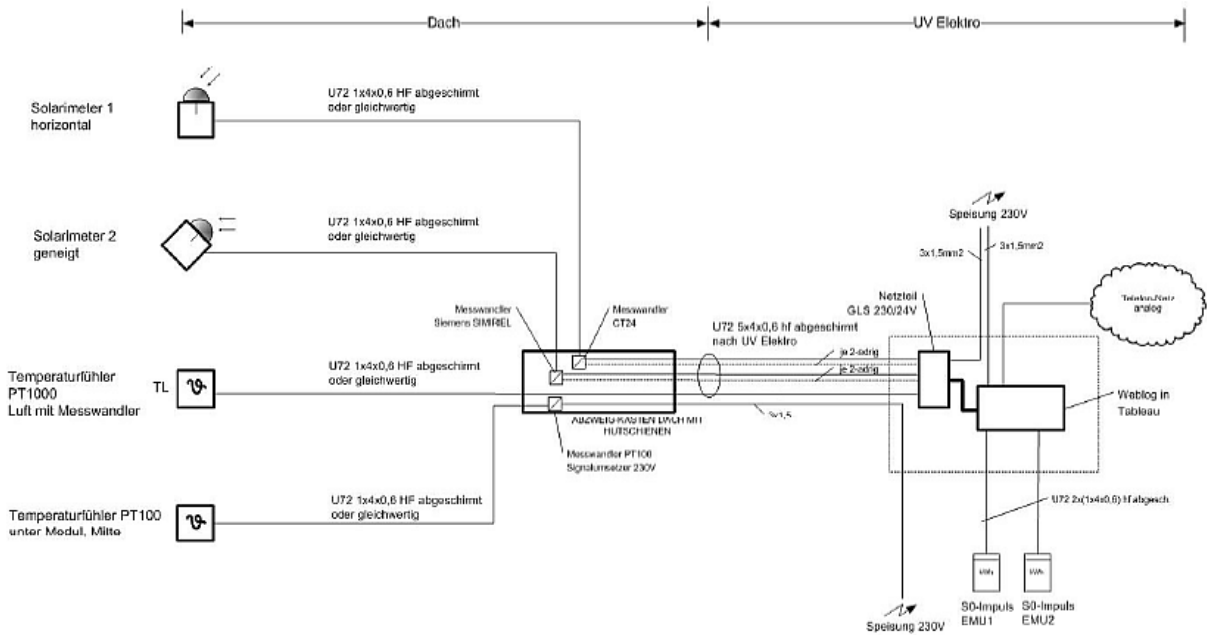 Dach
UV Elektro
U72 1x4x0,6 HF abgeschirmt
oder gleichwertig
Solarimeter 1
horizontal
U72 1x4x0,6 HF abgeschirmt
oder gleichwertig
Solarimeter 2
geneigt
Speisung 230V
3x1,5mm2
3x1,5mm2
Telefon-Netz
analog
Netzteil
GLS 230/24V
Messwandler
Siemens SIMIREL
Messwandler
CT24
U72 5x4x0,6 hf abgeschirmt
nach UV Elektro
je 2-adrig
je 2-adrig
Temperaturfühler
PT1000
Luft mit Messwandler
TL
ϑ
U72 1x4x0,6 HF abgeschirmt
oder gleichwertig
Weblog in
Tableau
3x1,5
ABZWEIG-KASTEN DACH MIT
HUTSCHIENEN
Messwandler PT100
Signalumsetzer 230V
U72 1x4x0,6 HF abgeschirmt
oder gleichwertig
U72 2x(1x4x0,6) hf abgesch.
Temperaturfühler PT100
unter Modul, Mitte
ϑ
kWh
kWh
S0-Impuls
EMU1
S0-Impuls
EMU2
Speisung 230V